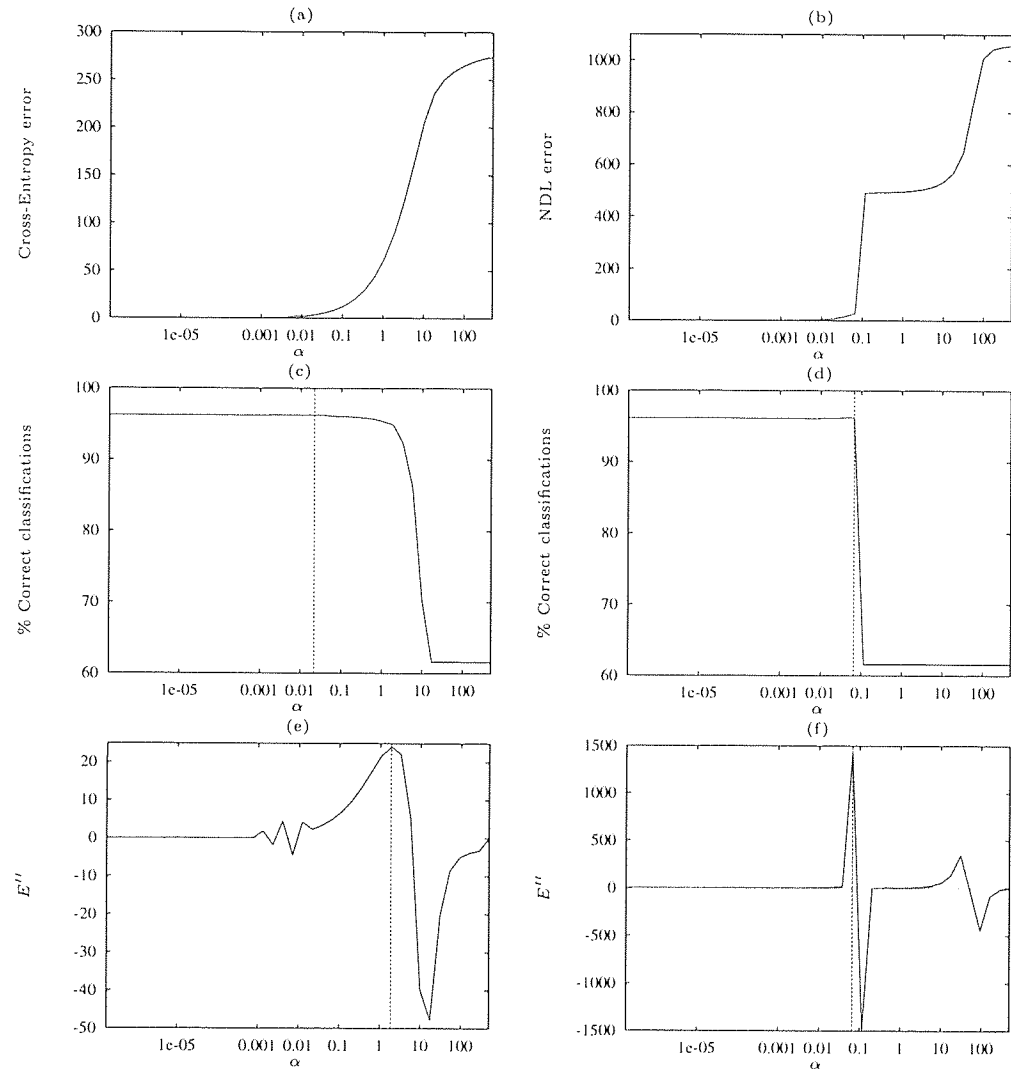 (a)
300
250
200
150
100
50
0
Cross-Entropy error
1e-05 0.001 0.01 0.1 1 10 100
α
(b)
1000
800
600
400
200
0
NDL error
1e-05 0.001 0.01 0.1 1 10 100
α
(c)
100
90
80
70
60
% Correct classifications
1e-05 0.001 0.01 0.1 1 10 100
α
(d)
100
90
80
70
60
% Correct classifications
1e-05 0.001 0.01 0.1 1 10 100
α
(e)
20
10
0
-10
-20
-30
-40
-50
E''
1e-05 0.001 0.01 0.1 1 10 100
α
(f)
1500
1000
500
0
-500
-1000
-1500
E''
1e-05 0.001 0.01 0.1 1 10 100
α